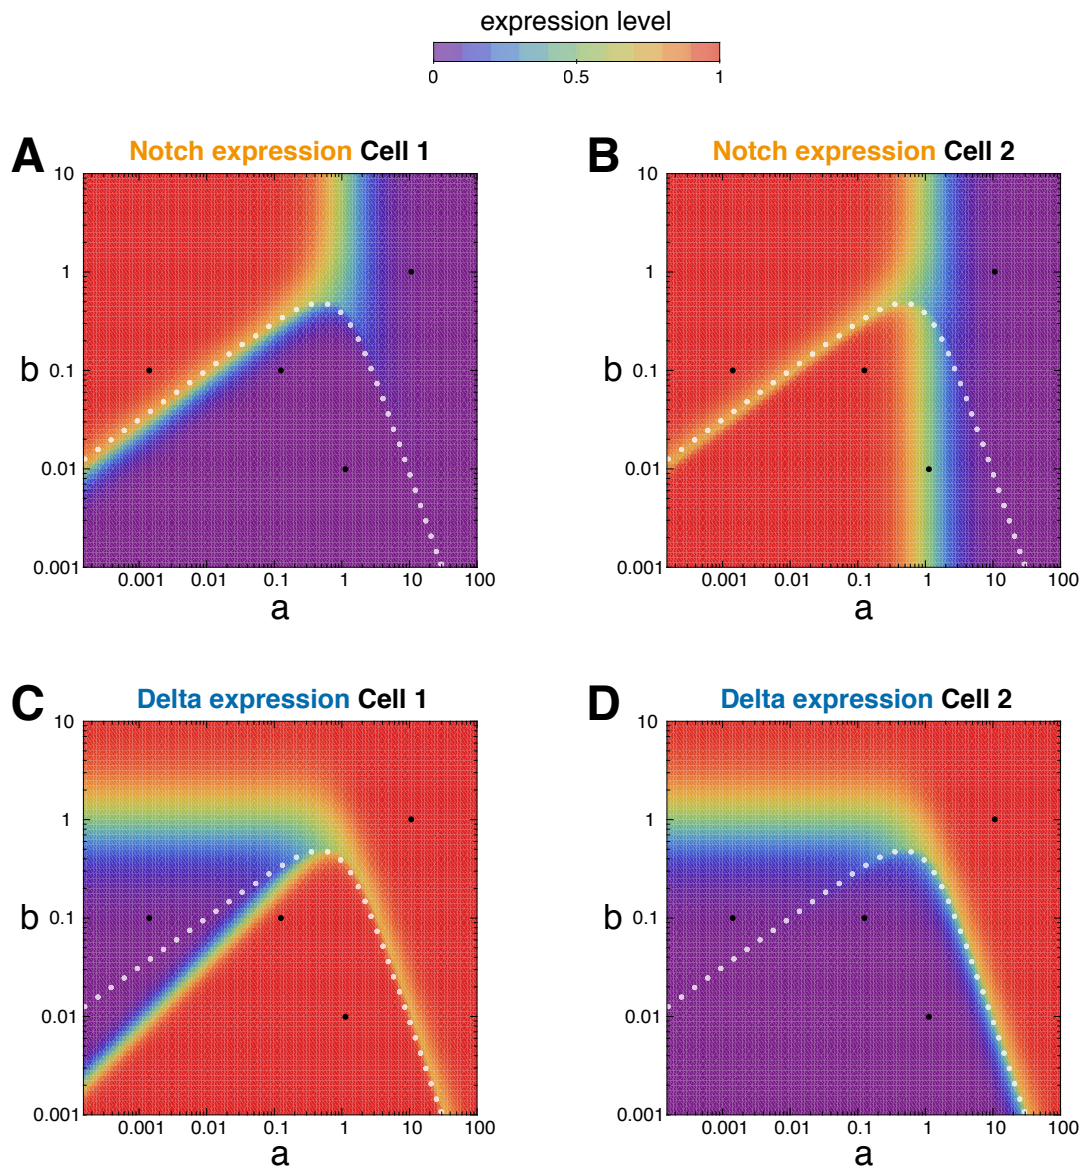 expression level
0 0.5 1
A Notch expression Cell 1
10
1
b 0.1
0.01
0.001
0.001 0.01 0.1 1 10 100
a
B Notch expression Cell 2
10
1
b 0.1
0.01
0.001
0.001 0.01 0.1 1 10 100
a
C Delta expression Cell 1
10
1
b 0.1
0.01
0.001
0.001 0.01 0.1 1 10 100
a
D Delta expression Cell 2
10
1
b 0.1
0.01
0.001
0.001 0.01 0.1 1 10 100
a